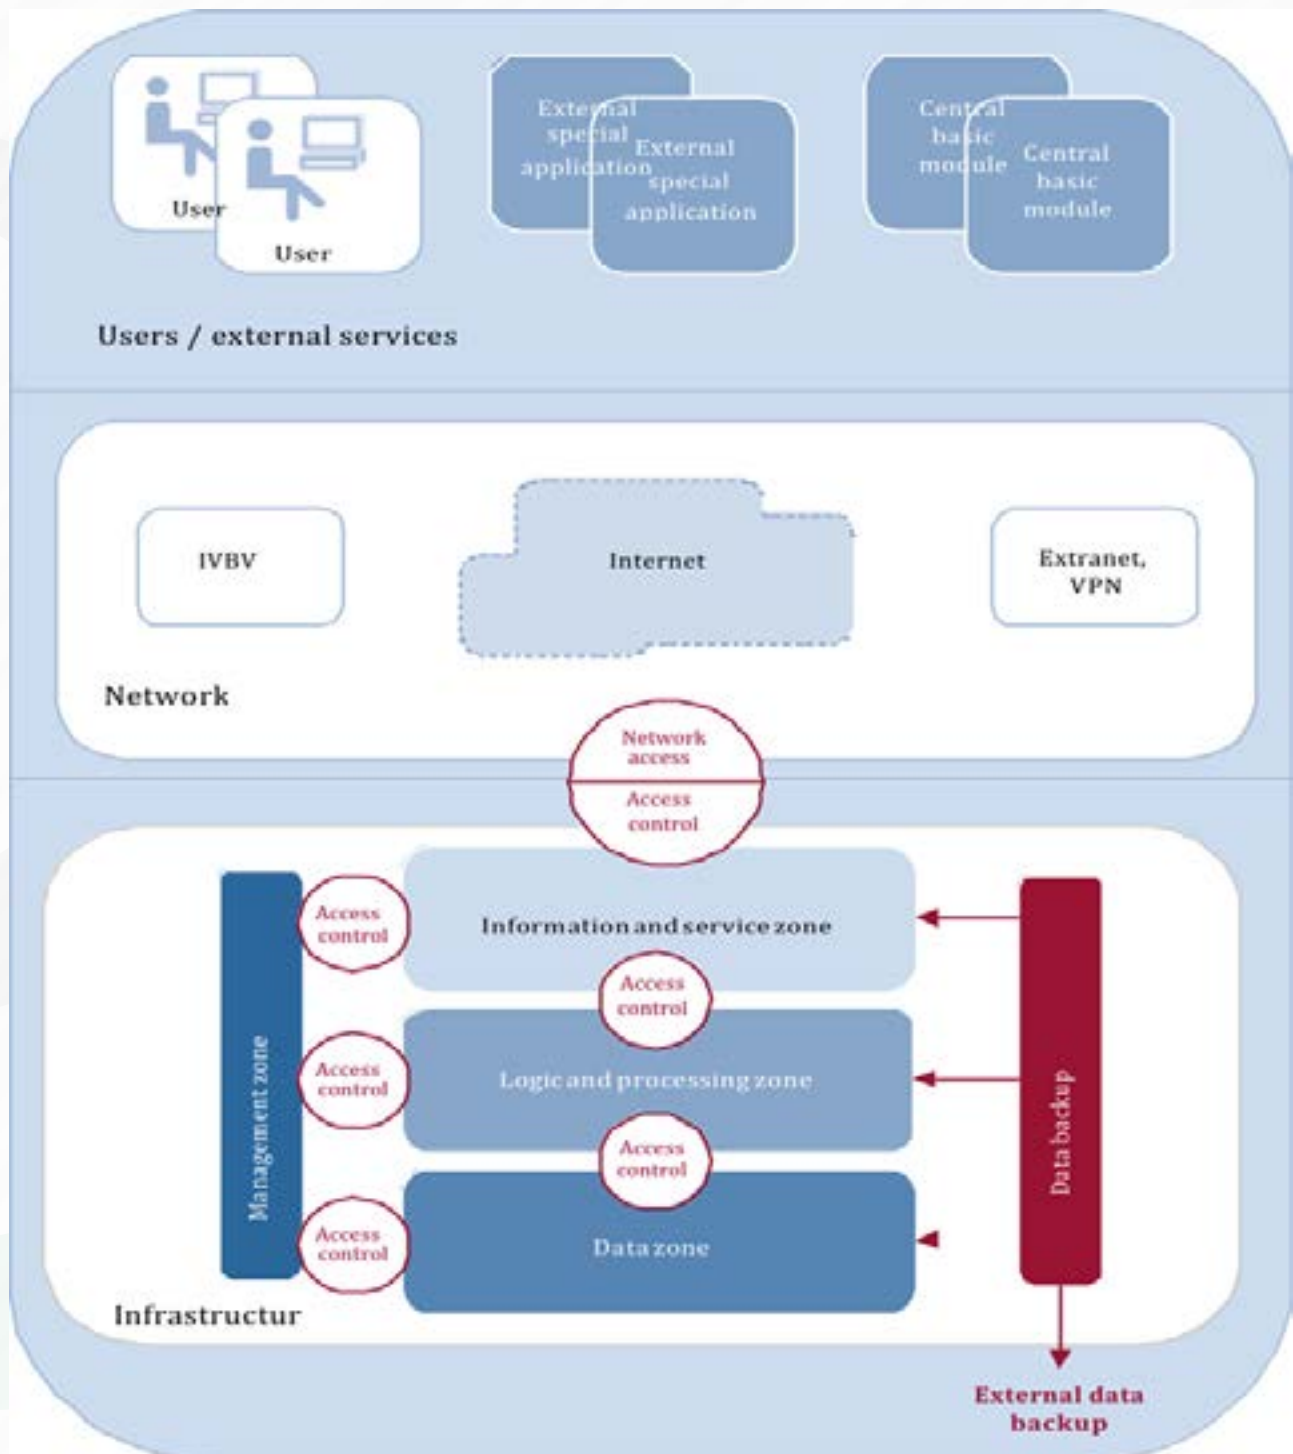 User
User
External
special
application
External
special
application
Central
basic
module
Central
basic
module
Users / external services
IVBV
Internet
Extranet,
VPN
Network
Network
access
Access
control
Management zone
Access
control
Information and service zone
Access
control
Access
control
Logic and processing zone
Access
control
Access
control
Data zone
Data backup
Infrastructur
External data
backup